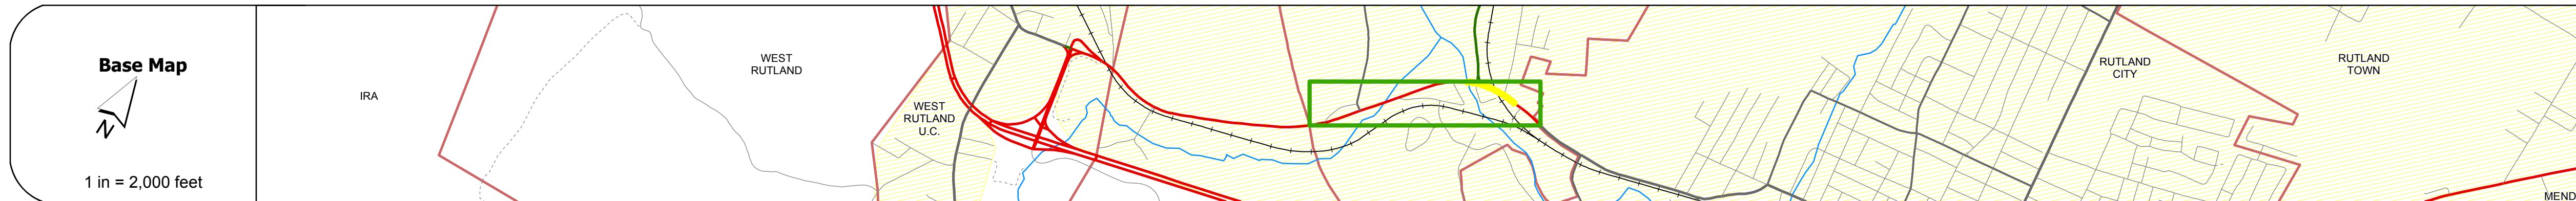 Base Map
N
1 in = 2,000 feet
IRA
WEST
RUTLAND
WEST
RUTLAND
U.C.
RUTLAND
CITY
RUTLAND
TOWN
MEND